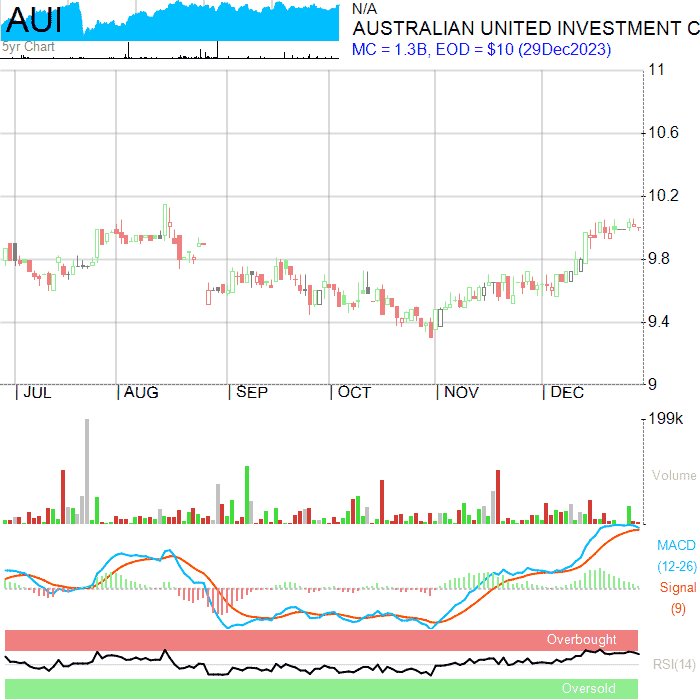 AUI
5yr Chart
N/A
AUSTRALIAN UNITED INVESTMENT C
MC = 1.3B, EOD = $10 (29Dec2023)
11
10.6
10.2
9.8
9.4
9
JUL AUG SEP OCT NOV DEC
199k
Volume
MACD
(12-26)
Signal
(9)
Overbought
RSI(14)
Oversold